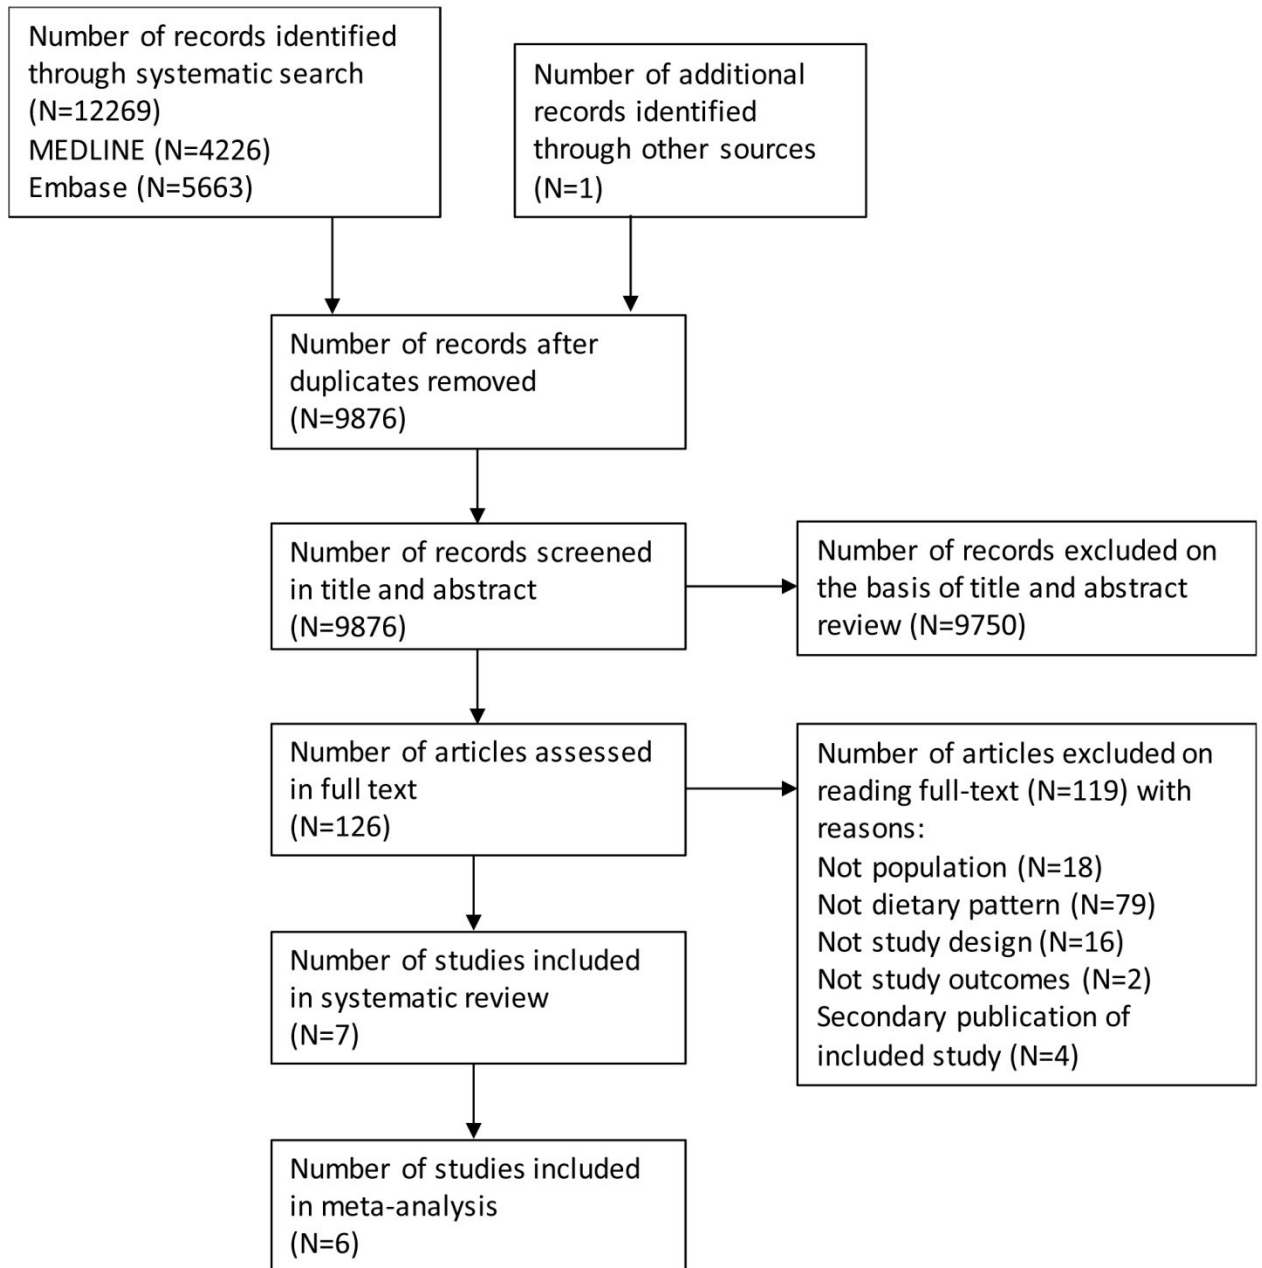 Number of records identified
through systematic search
(N=12269)
MEDLINE (N=4226)
Embase (N=5663)
Number of additional
records identified
through other sources
(N=1)
Number of records after
duplicates removed
(N=9876)
Number of records screened
in title and abstract
(N=9876)
Number of records excluded on
the basis of title and abstract
review (N=9750)
Number of articles assessed
in full text
(N=126)
Number of articles excluded on
reading full-text (N=119) with
reasons:
Not population (N=18)
Not dietary pattern (N=79)
Not study design (N=16)
Not study outcomes (N=2)
Secondary publication of
included study (N=4)
Number of studies included
in systematic review
(N=7)
Number of studies included
in meta-analysis
(N=6)